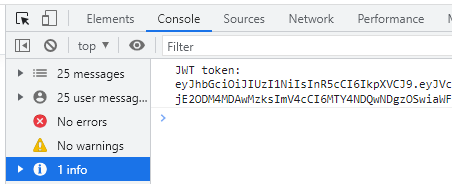 Elements Console Sources Network Performance
top Filter
25 messages
25 user messag...
No errors
No warnings
1 info
JWT token:
eyJhbGciOiJIUzI1NiIsInR5cCI6IkpXVCJ9.eyJVc
jE2ODM4MDAwMzksImV4cCI6MTY4NDQwNDgzOSwiaWF